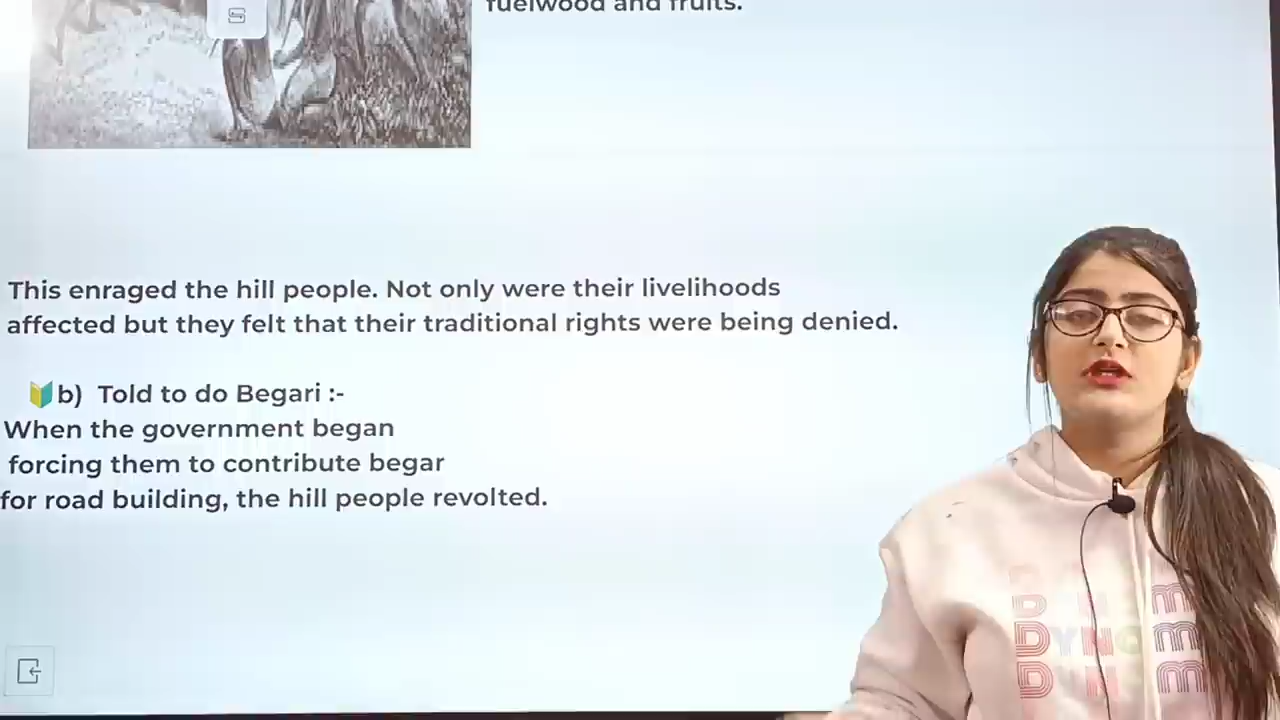 fuelwood and fruits.
This enraged the hill people. Not only were their livelihoods
affected but they felt that their traditional rights were being denied.
b) Told to do Begari :-
When the government began
forcing them to contribute begar
for road building, the hill people revolted.